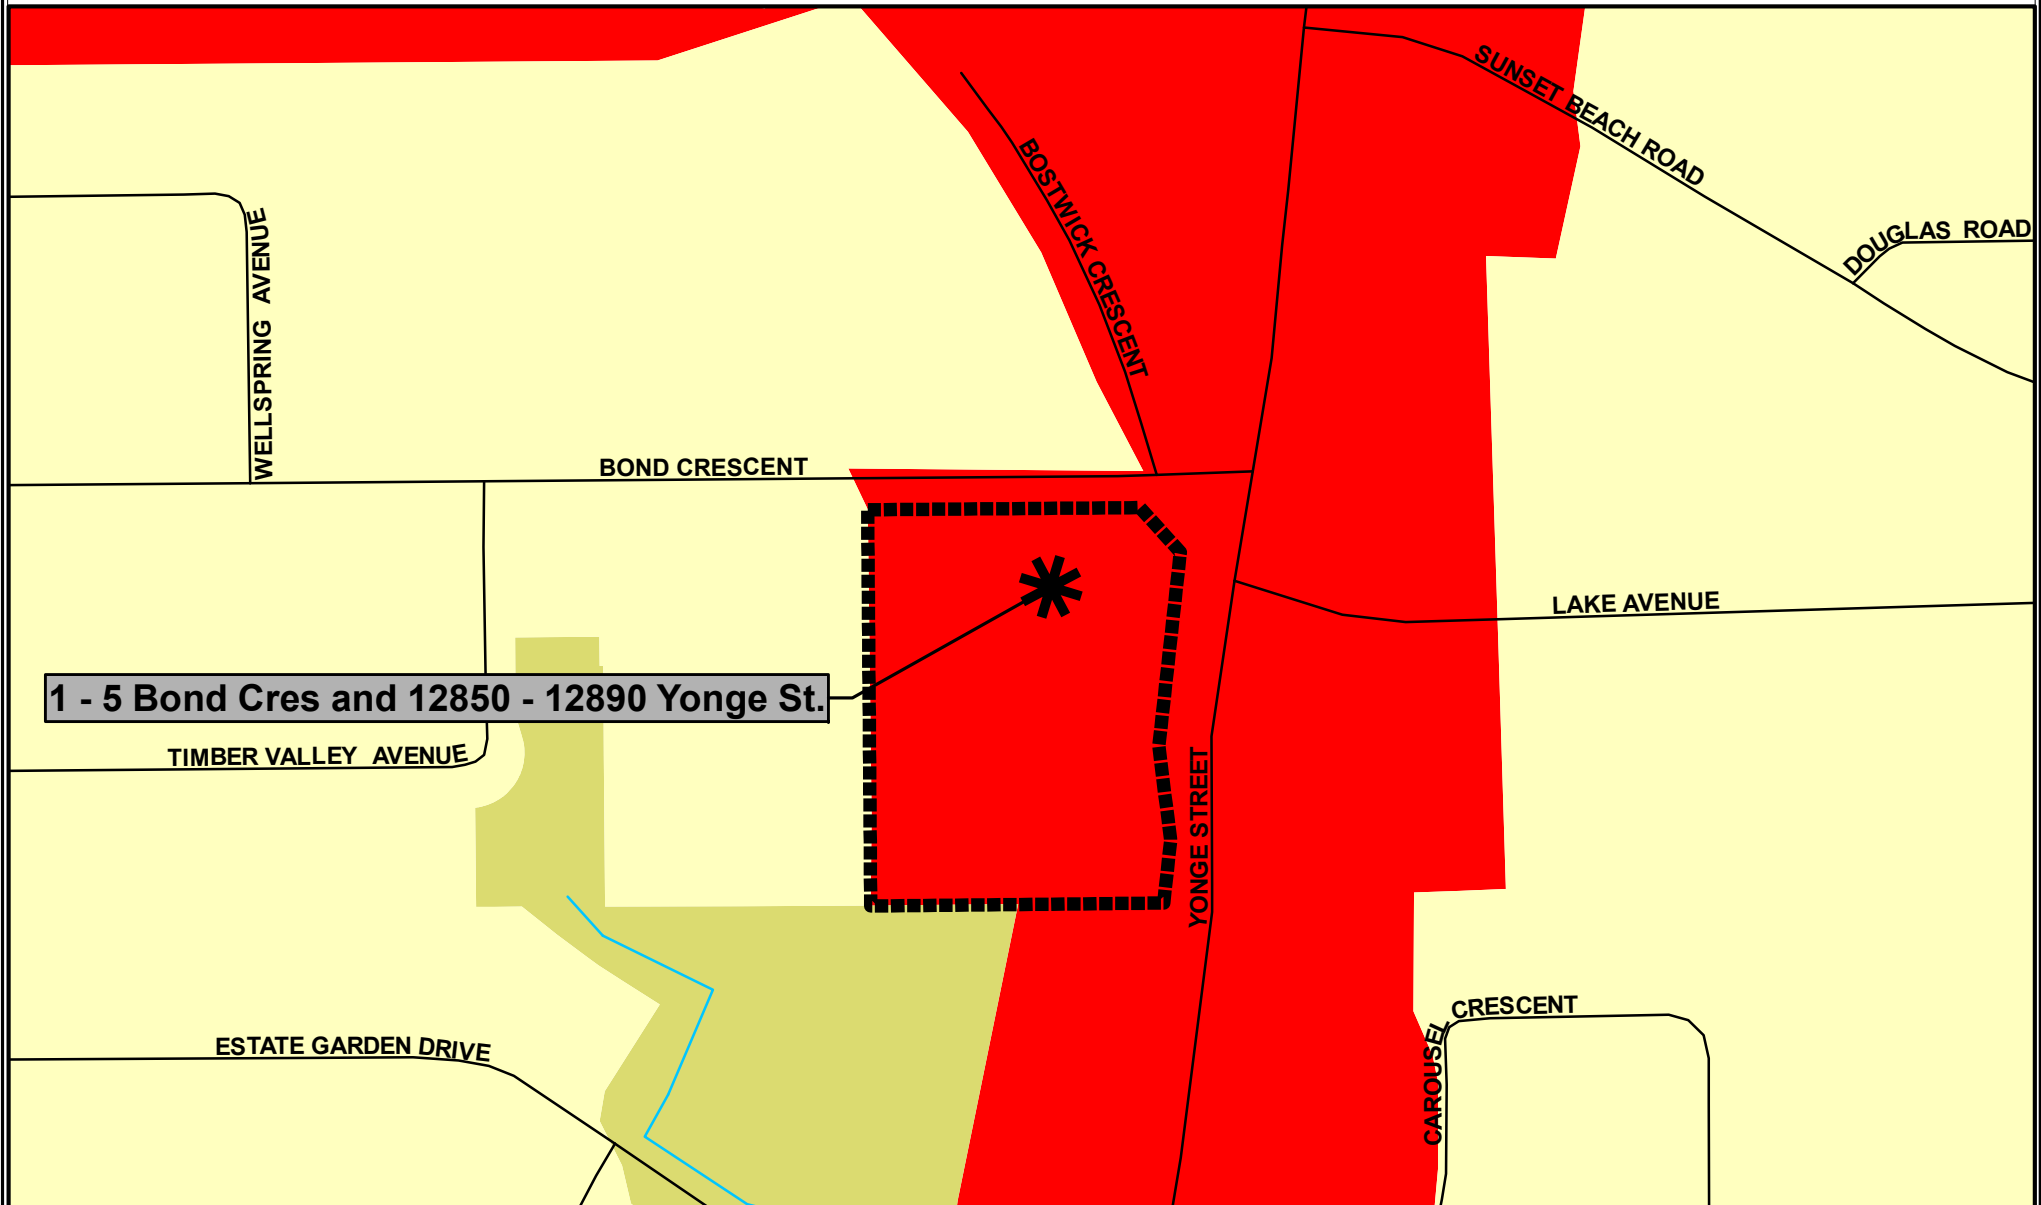 SUNSET BEACH ROAD
BOSTWICK CRESCENT
DOUGLAS ROAD
WELLSPRING AVENUE
BOND CRESCENT
LAKE AVENUE
1 - 5 Bond Cres and 12850 - 12890 Yonge St.
TIMBER VALLEY AVENUE
YONGE STREET
CAROUSEL CRESCENT
ESTATE GARDEN DRIVE